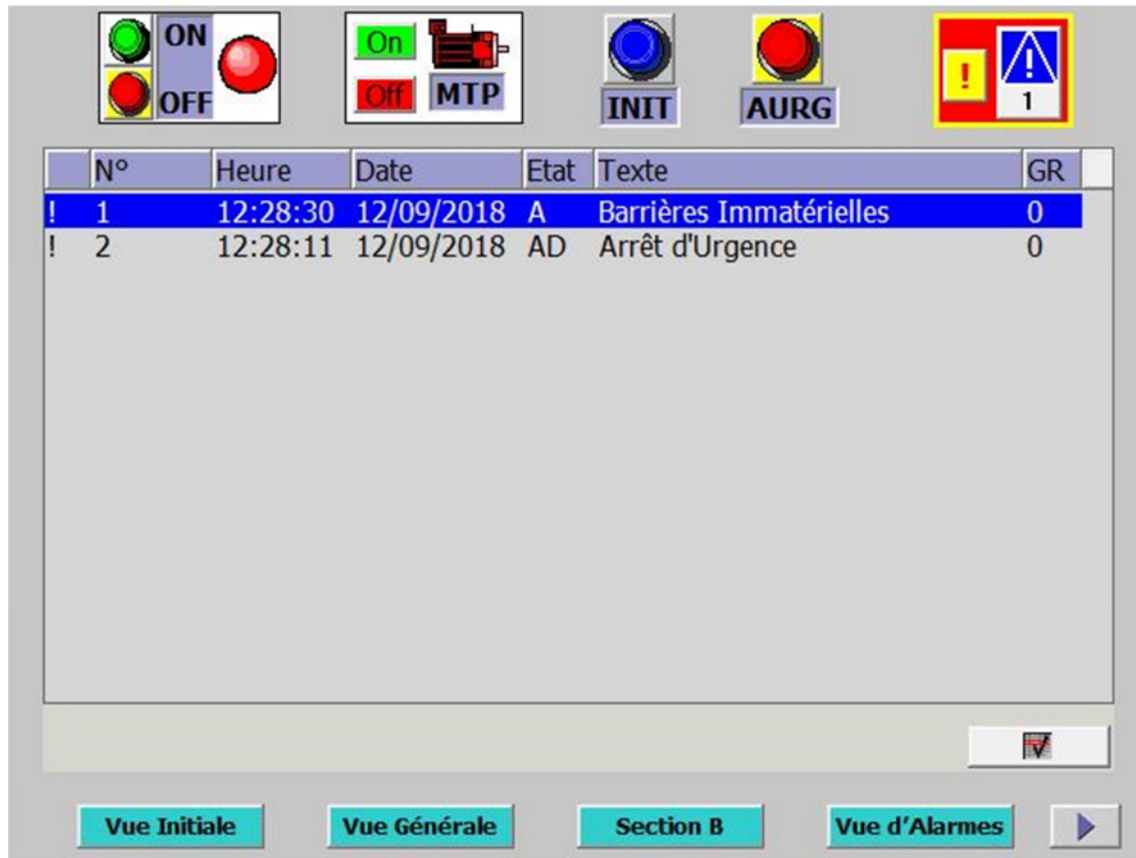 ON
OFF
On
Off
MTP
INIT
AURG
!
!
1
N° Heure Date Etat Texte GR
! 1 12:28:30 12/09/2018 A Barrières Immatérielles 0
! 2 12:28:11 12/09/2018 AD Arrêt d'Urgence 0
Vue Initiale Vue Générale Section B Vue d’Alarmes